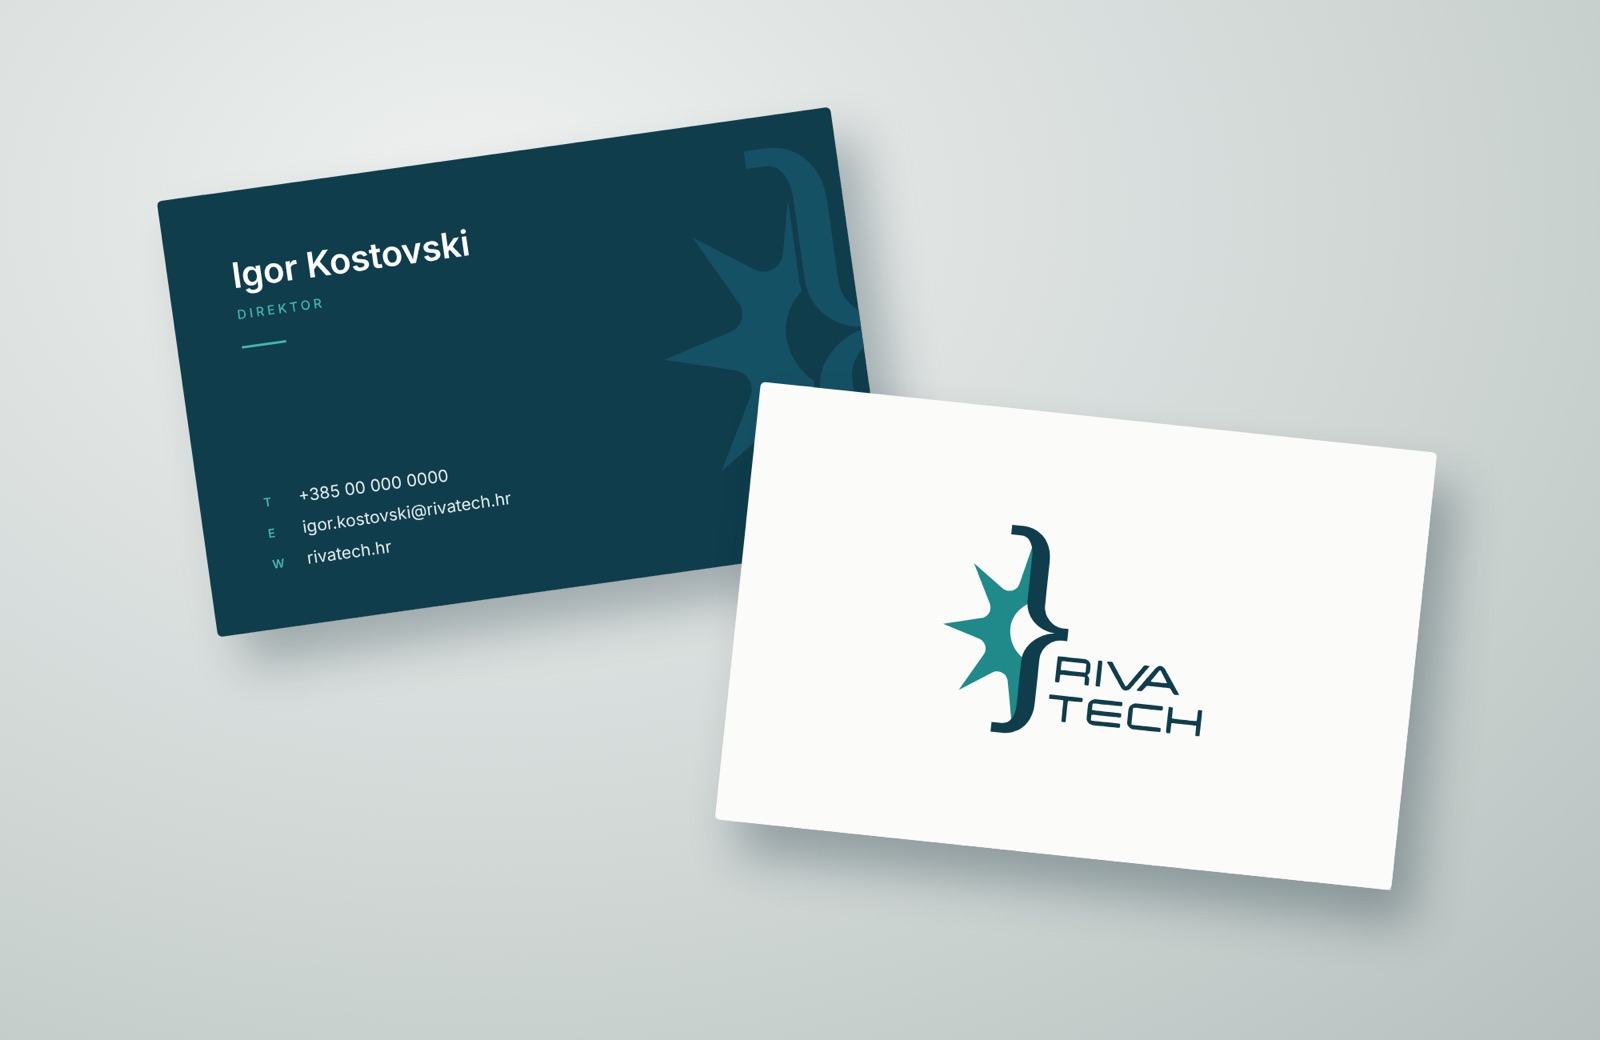 Igor Kostovski
DIREKTOR
T +385 00 000 0000
E igor.kostovski@rivatech.hr
W rivatech.hr
RIVA
TECH